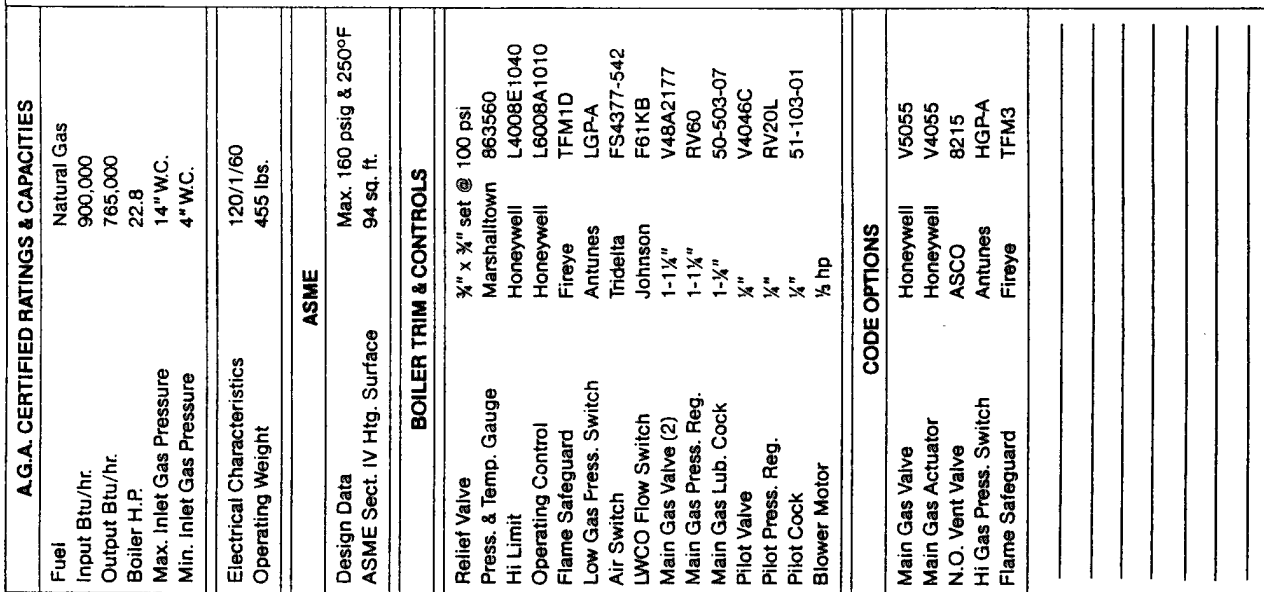 A.G.A. CERTIFIED RATINGS & CAPACITIES
Fuel Natural Gas
Input Btu/hr. 900,000
Output Btu/hr. 765,000
Boiler H.P. 22.8
Max. Inlet Gas Pressure 14" W.C.
Min. Inlet Gas Pressure 4" W.C.
Electrical Characteristics 120/1/60
Operating Weight 455 lbs.
ASME
Design Data Max. 160 psig & 250°F
ASME Sect. IV Htg. Surface 94 sq. ft.
BOILER TRIM & CONTROLS
Relief Valve ¾" x ¾" set @ 100 psi
Press. & Temp. Gauge Marshalltown 863560
Hi Limit Honeywell L4008E1040
Operating Control Honeywell L6008A1010
Flame Safeguard Fireye TFM1D
Low Gas Press. Switch Antunes LGP-A
Air Switch Tridelta FS4377-542
LWCO Flow Switch Johnson F61KB
Main Gas Valve (2) 1-1¼" V48A2177
Main Gas Press. Reg. 1-1¼" RV60
Main Gas Lub. Cock 1-¼" 50-503-07
Pilot Valve ¼" V4046C
Pilot Press. Reg. ¼" RV20L
Pilot Cock ¼" 51-103-01
Blower Motor ⅓ hp
CODE OPTIONS
Main Gas Valve Honeywell V5055
Main Gas Actuator Honeywell V4055
N.O. Vent Valve ASCO 8215
Hi Gas Press. Switch Antunes HGP-A
Flame Safeguard Fireye TFM3